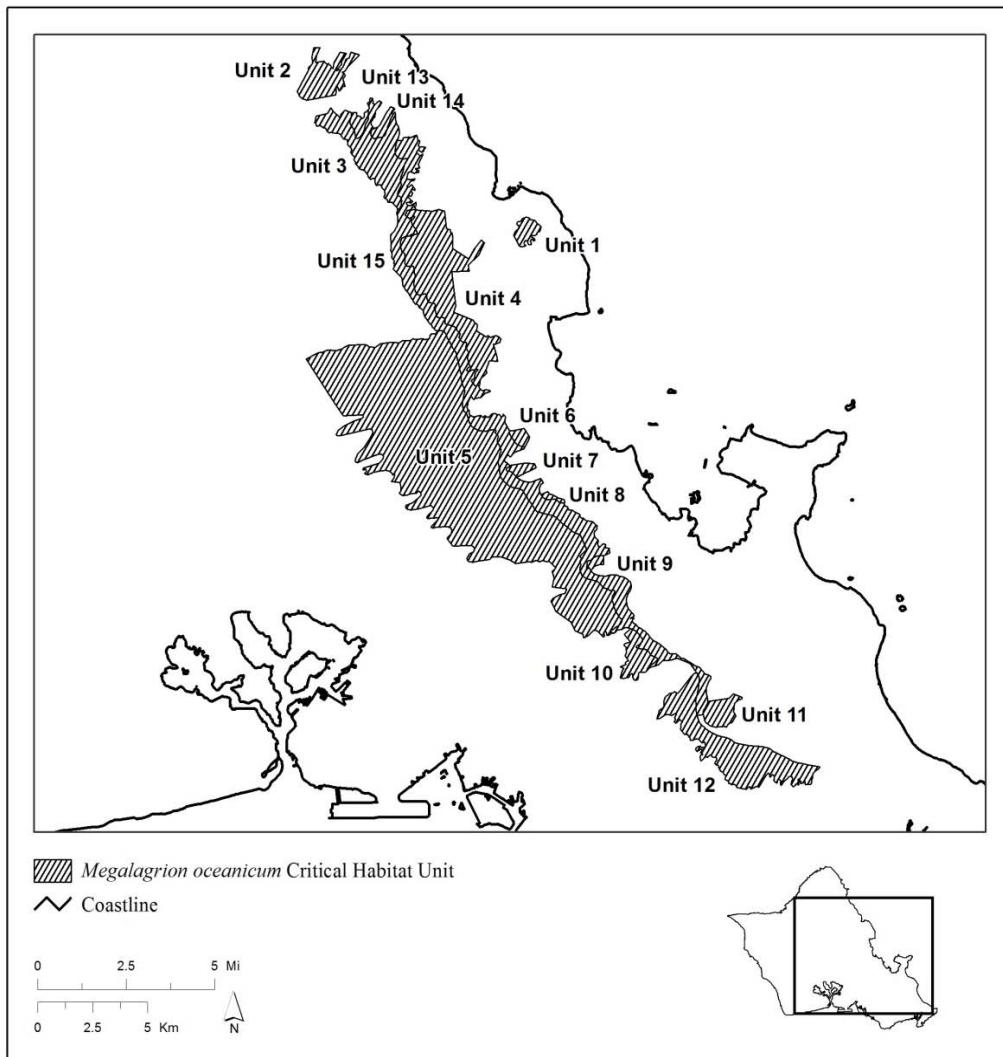 Unit 2
Unit 13
Unit 14
Unit 3
Unit 1
Unit 15
Unit 4
Unit 6
Unit 5
Unit 7
Unit 8
Unit 9
Unit 10
Unit 11
Unit 12
Megalagrion oceanicum Critical Habitat Unit
Coastline
0 2.5 5 Mi
0 2.5 5 Km
N